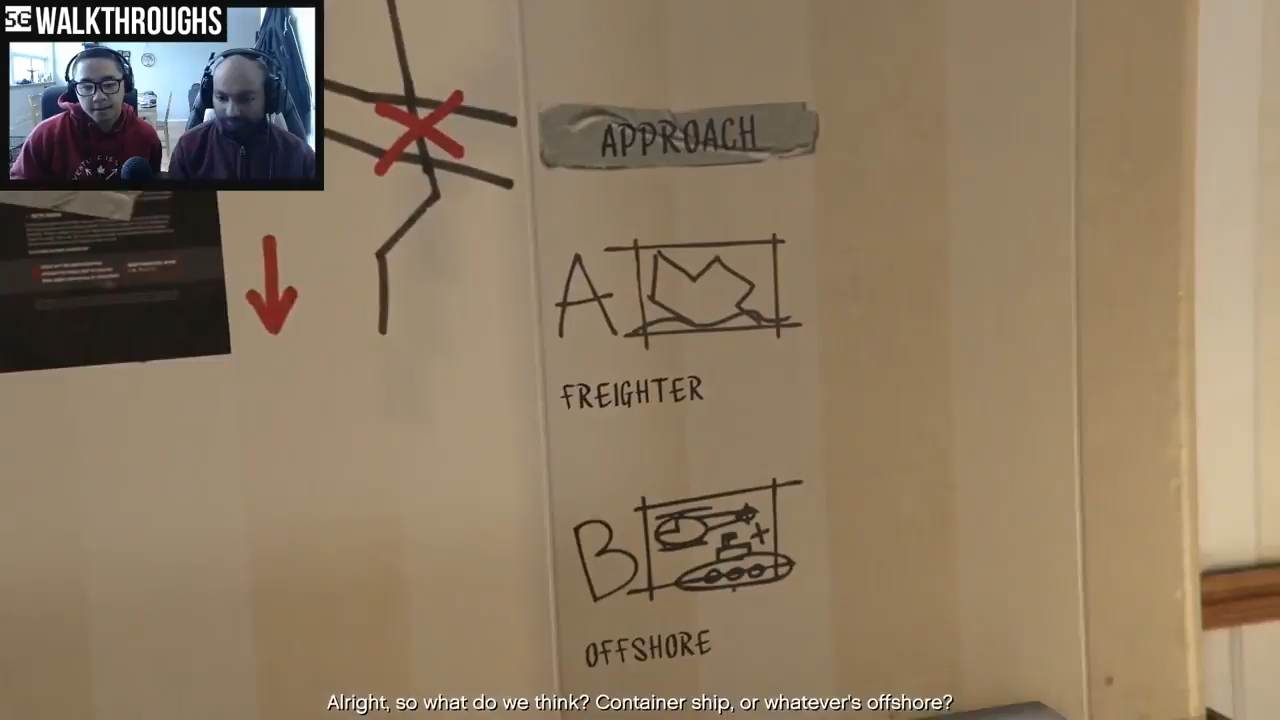 SG WALKTHROUGHS
APPROACH
A
FREIGHTER
B
OFFSHORE
Alright, so what do we think? Container ship, or whatever's offshore?